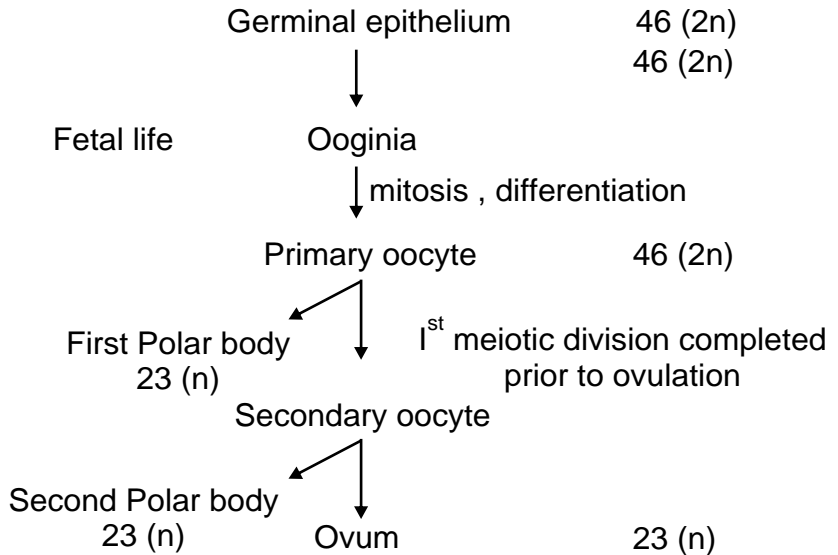 Germinal epithelium 46 (2n)
46 (2n)
Fetal life Ooginia
mitosis , differentiation
Primary oocyte 46 (2n)
First Polar body
23 (n)
Ist meiotic division completed
prior to ovulation
Secondary oocyte
Second Polar body
23 (n)
Ovum 23 (n)